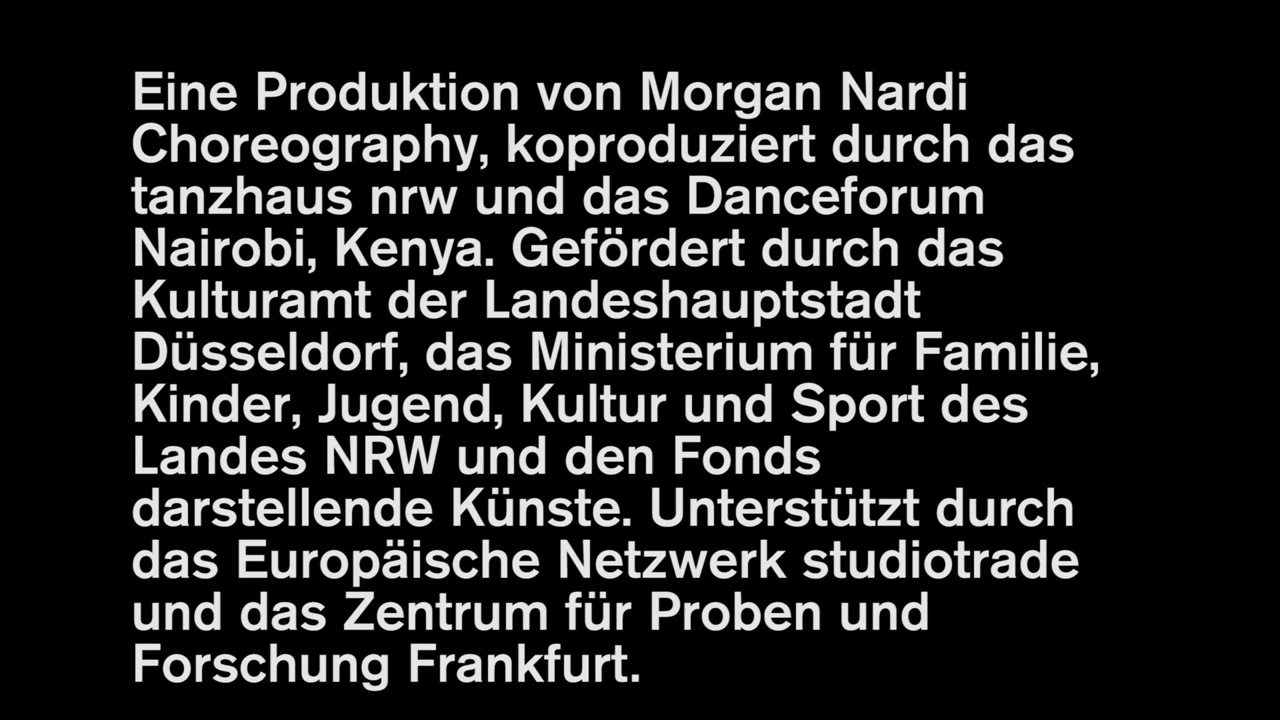 Eine Produktion von Morgan Nardi
Choreography, koproduziert durch das
tanzhaus nrw und das Danceforum
Nairobi, Kenya. Gefördert durch das
Kulturamt der Landeshauptstadt
Düsseldorf, das Ministerium für Familie,
Kinder, Jugend, Kultur und Sport des
Landes NRW und den Fonds
darstellende Künste. Unterstützt durch
das Europäische Netzwerk studiotrade
und das Zentrum für Proben und
Forschung Frankfurt.